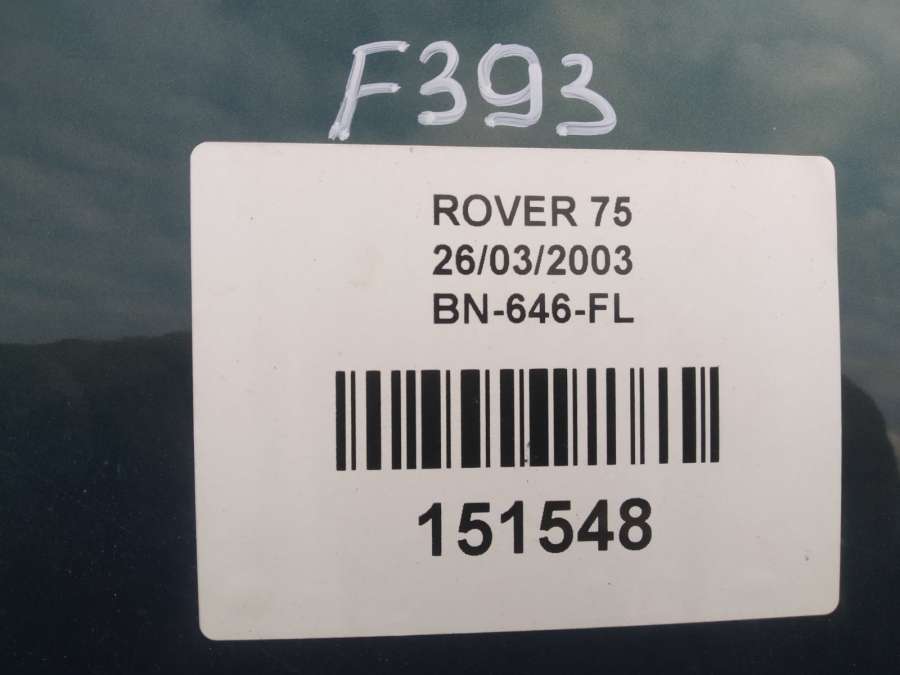 F393
ROVER 75
26/03/2003
BN-646-FL
151548